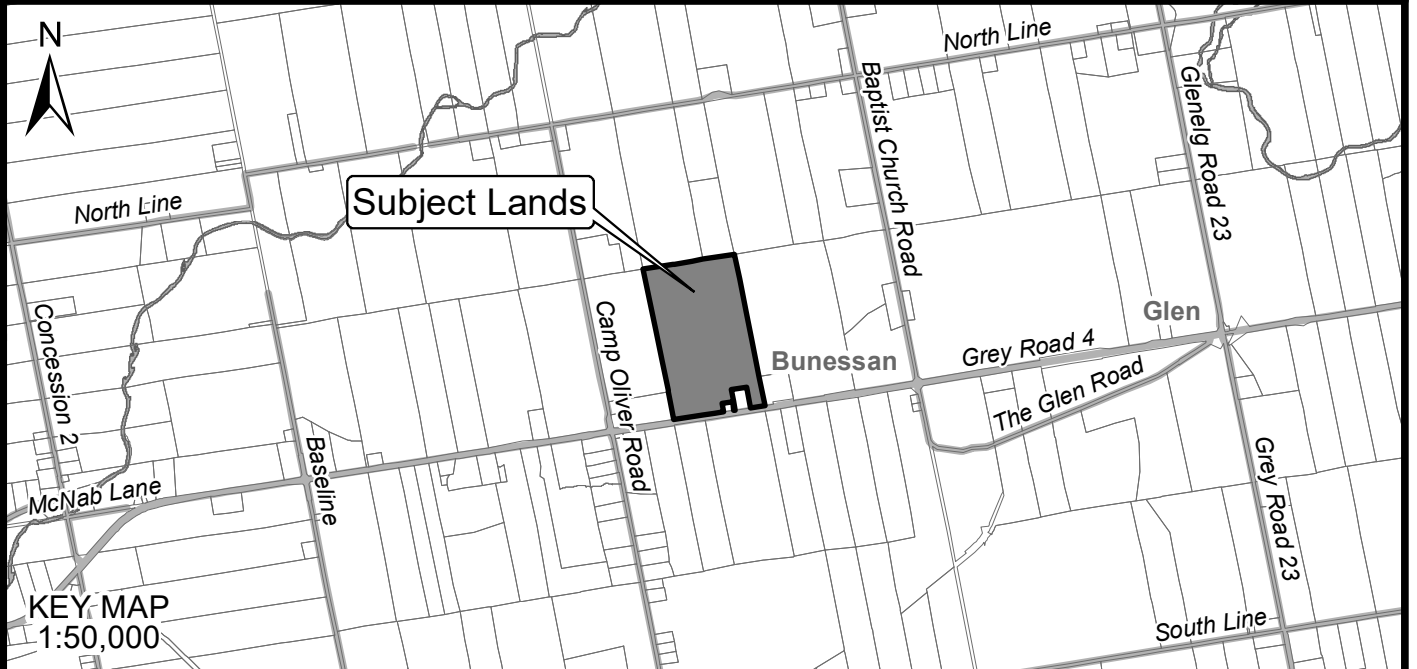 N
North Line
Baptist Church Road
Glenelg Road 23
Subject Lands
North Line
Concession 2
Camp Oliver Road
Glen
Bunessan
Grey Road 4
The Glen Road
Baseline
McNab Lane
Grey Road 23
KEY MAP
1:50,000
South Line